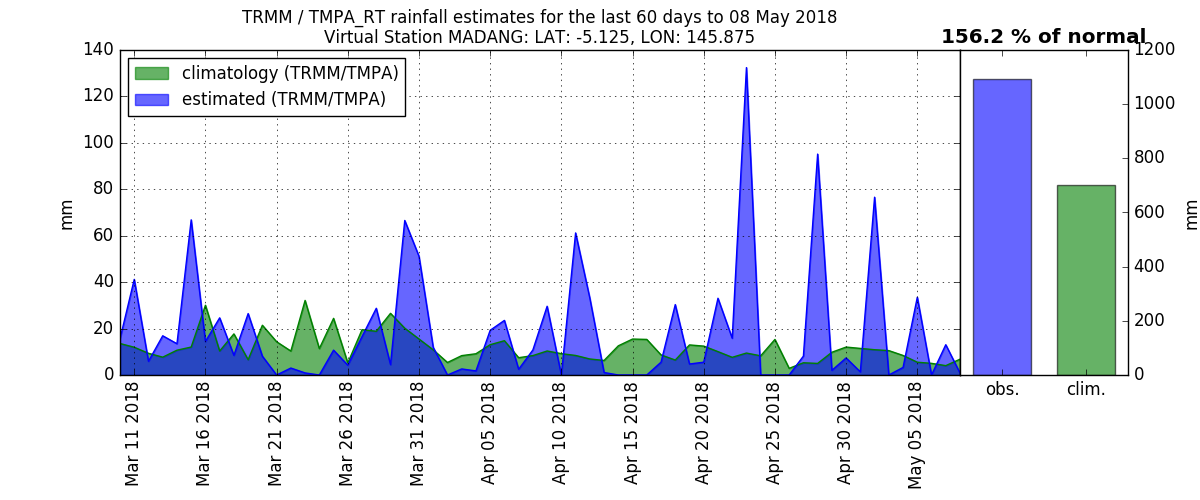 TRMM / TMPA_RT rainfall estimates for the last 60 days to 08 May 2018
Virtual Station MADANG: LAT: -5.125, LON: 145.875
156.2 % of normal
climatology (TRMM/TMPA)
estimated (TRMM/TMPA)
140
120
100
80
60
40
20
0
mm
Mar 11 2018
Mar 16 2018
Mar 21 2018
Mar 26 2018
Mar 31 2018
Apr 05 2018
Apr 10 2018
Apr 15 2018
Apr 20 2018
Apr 25 2018
Apr 30 2018
May 05 2018
1200
1000
800
600
400
200
0
mm
obs.
clim.